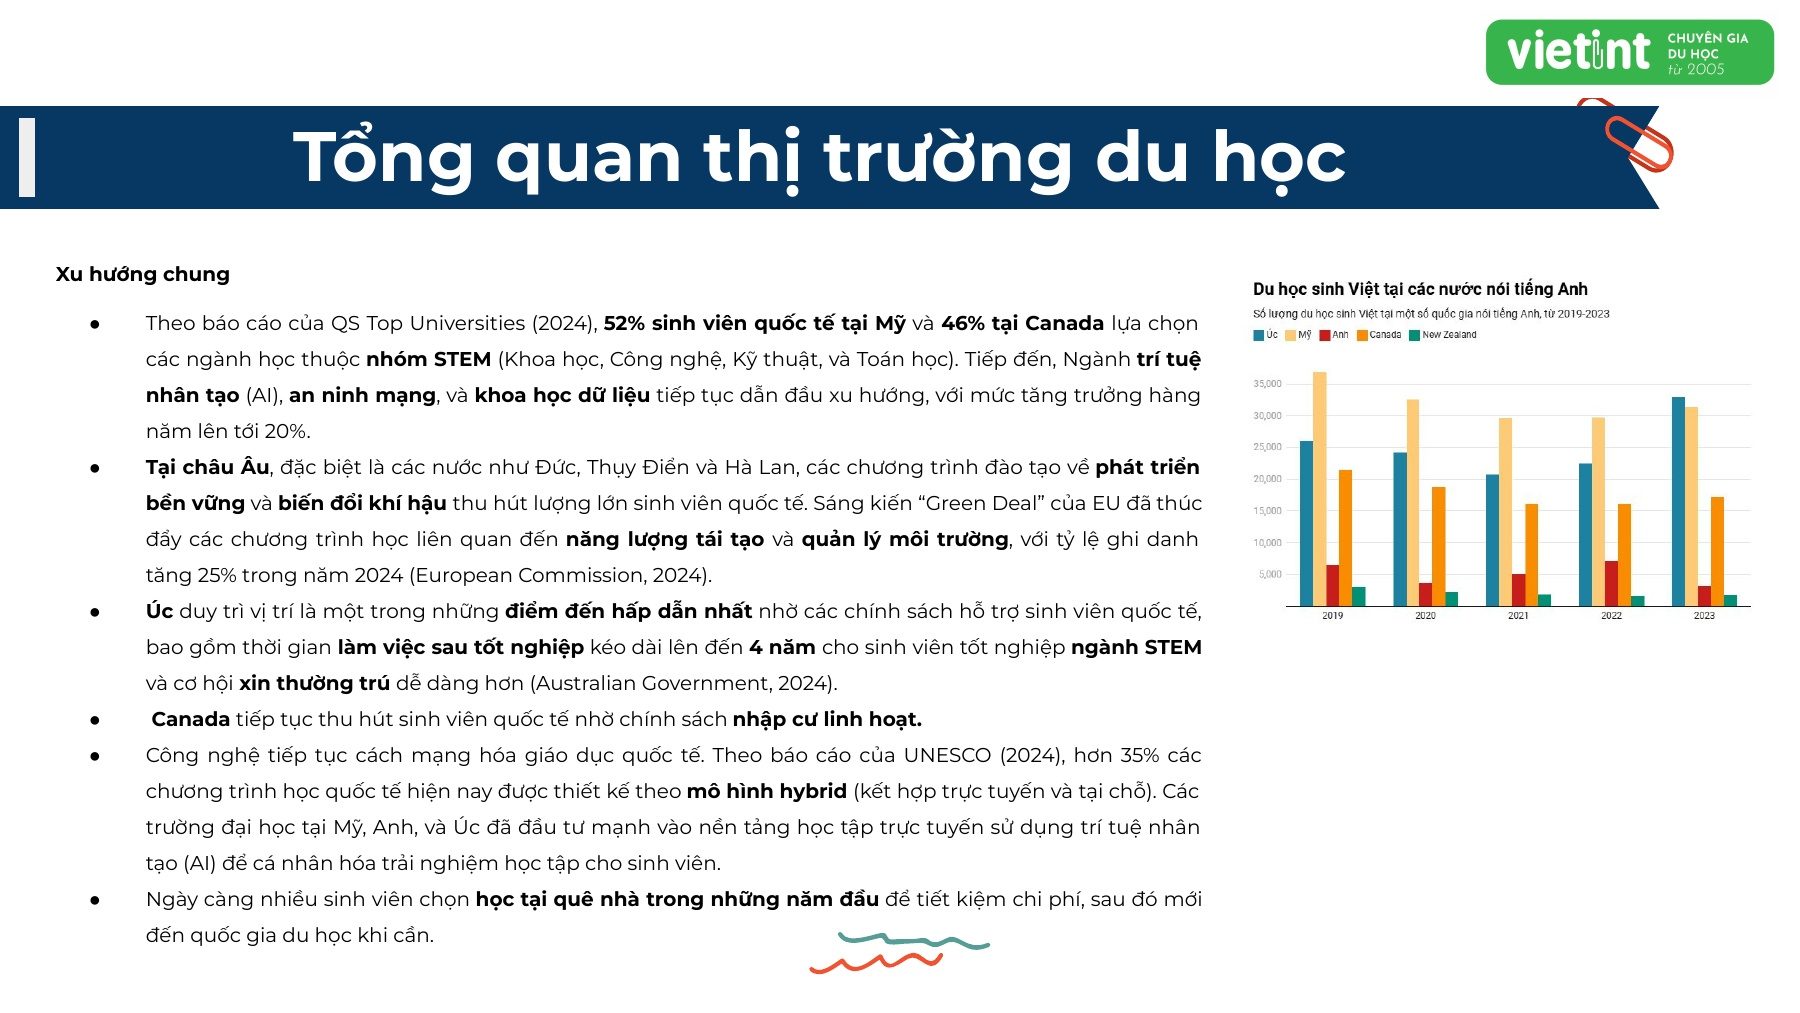 vietint
CHUYÊN GIA
DU HỌC
từ 2005
Tổng quan thị trường du học
Xu hướng chung
● Theo báo cáo của QS Top Universities (2024), 52% sinh viên quốc tế tại Mỹ và 46% tại Canada lựa chọn
các ngành học thuộc nhóm STEM (Khoa học, Công nghệ, Kỹ thuật, và Toán học). Tiếp đến, Ngành trí tuệ
nhân tạo (AI), an ninh mạng, và khoa học dữ liệu tiếp tục dẫn đầu xu hướng, với mức tăng trưởng hàng
năm lên tới 20%.
● Tại châu Âu, đặc biệt là các nước như Đức, Thụy Điển và Hà Lan, các chương trình đào tạo về phát triển
bền vững và biến đổi khí hậu thu hút lượng lớn sinh viên quốc tế. Sáng kiến “Green Deal” của EU đã thúc
đẩy các chương trình học liên quan đến năng lượng tái tạo và quản lý môi trường, với tỷ lệ ghi danh
tăng 25% trong năm 2024 (European Commission, 2024).
● Úc duy trì vị trí là một trong những điểm đến hấp dẫn nhất nhờ các chính sách hỗ trợ sinh viên quốc tế,
bao gồm thời gian làm việc sau tốt nghiệp kéo dài lên đến 4 năm cho sinh viên tốt nghiệp ngành STEM
và cơ hội xin thường trú dễ dàng hơn (Australian Government, 2024).
● Canada tiếp tục thu hút sinh viên quốc tế nhờ chính sách nhập cư linh hoạt.
● Công nghệ tiếp tục cách mạng hóa giáo dục quốc tế. Theo báo cáo của UNESCO (2024), hơn 35% các
chương trình học quốc tế hiện nay được thiết kế theo mô hình hybrid (kết hợp trực tuyến và tại chỗ). Các
trường đại học tại Mỹ, Anh, và Úc đã đầu tư mạnh vào nền tảng học tập trực tuyến sử dụng trí tuệ nhân
tạo (AI) để cá nhân hóa trải nghiệm học tập cho sinh viên.
● Ngày càng nhiều sinh viên chọn học tại quê nhà trong những năm đầu để tiết kiệm chi phí, sau đó mới
đến quốc gia du học khi cần.
Du học sinh Việt tại các nước nói tiếng Anh
Số lượng du học sinh Việt tại một số quốc gia nói tiếng Anh, từ 2019-2023
Úc Mỹ Anh Canada New Zealand
35,000
30,000
25,000
20,000
15,000
10,000
5,000
2019 2020 2021 2022 2023